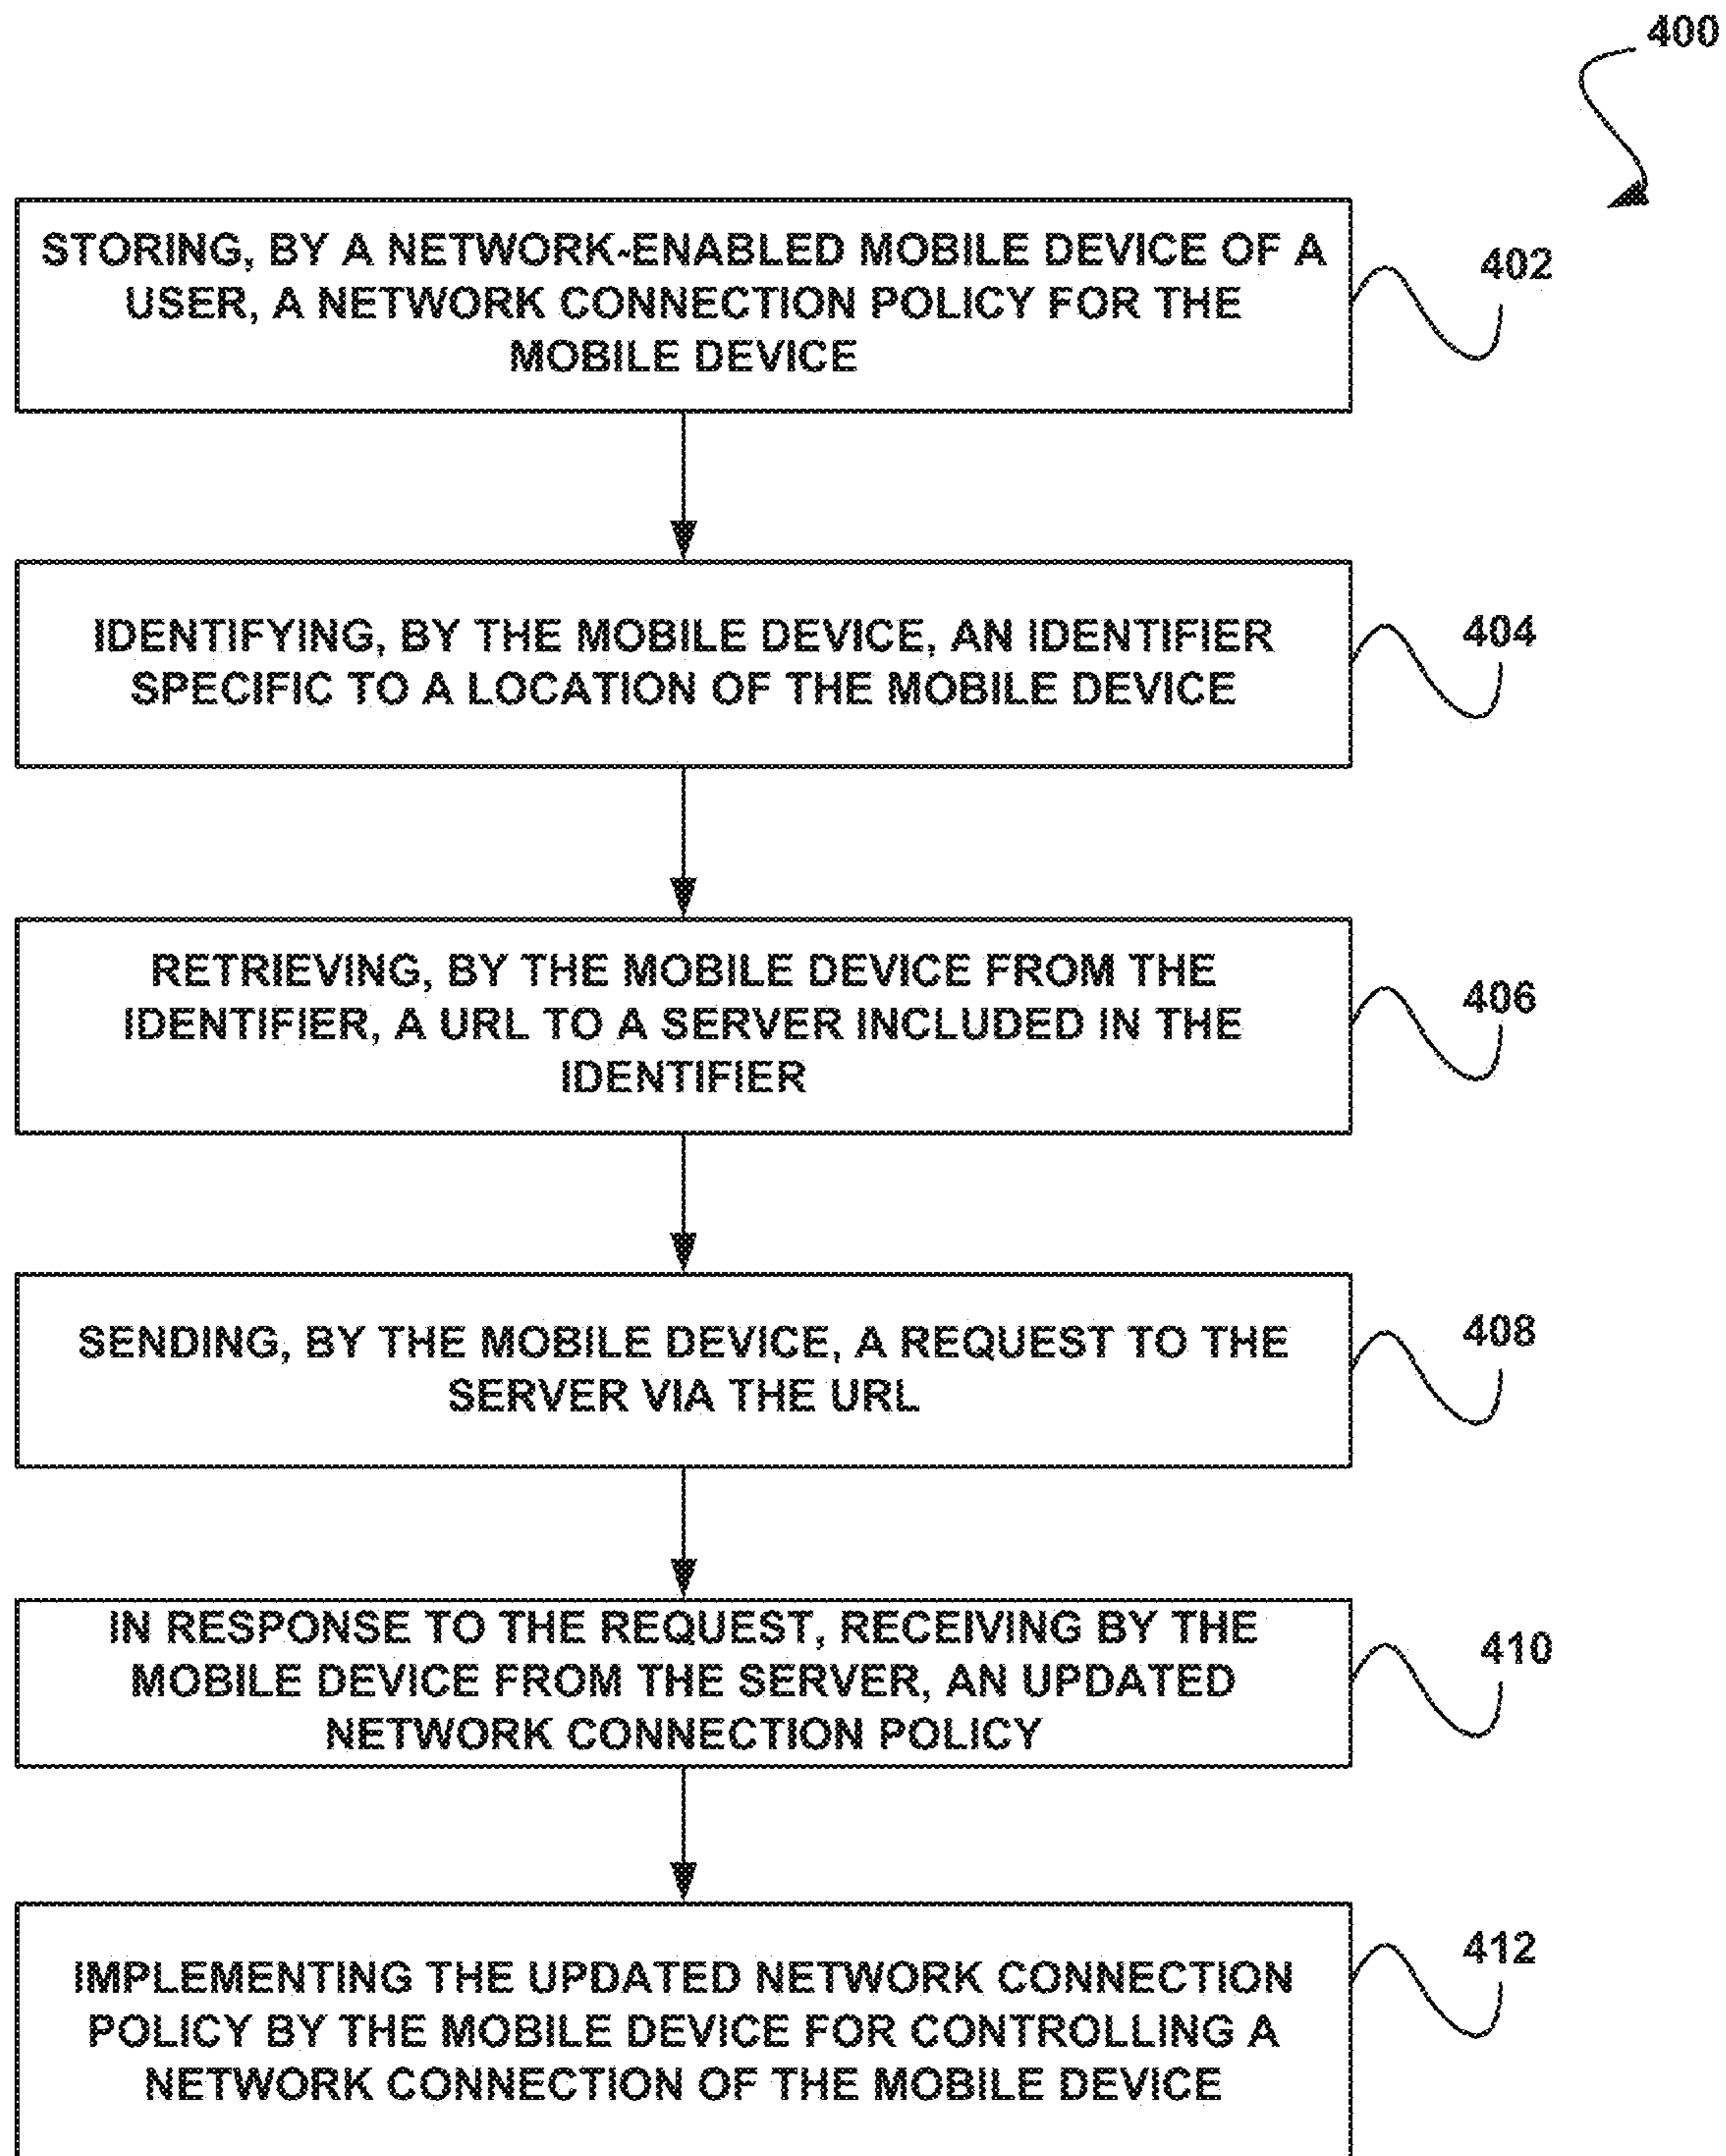 400
STORING, BY A NETWORK-ENABLED MOBILE DEVICE OF A
USER, A NETWORK CONNECTION POLICY FOR THE
MOBILE DEVICE
402
IDENTIFYING, BY THE MOBILE DEVICE, AN IDENTIFIER
SPECIFIC TO A LOCATION OF THE MOBILE DEVICE
404
RETRIEVING, BY THE MOBILE DEVICE FROM THE
IDENTIFIER, A URL TO A SERVER INCLUDED IN THE
IDENTIFIER
406
SENDING, BY THE MOBILE DEVICE, A REQUEST TO THE
SERVER VIA THE URL
408
IN RESPONSE TO THE REQUEST, RECEIVING BY THE
MOBILE DEVICE FROM THE SERVER, AN UPDATED
NETWORK CONNECTION POLICY
410
IMPLEMENTING THE UPDATED NETWORK CONNECTION
POLICY BY THE MOBILE DEVICE FOR CONTROLLING A
NETWORK CONNECTION OF THE MOBILE DEVICE
412